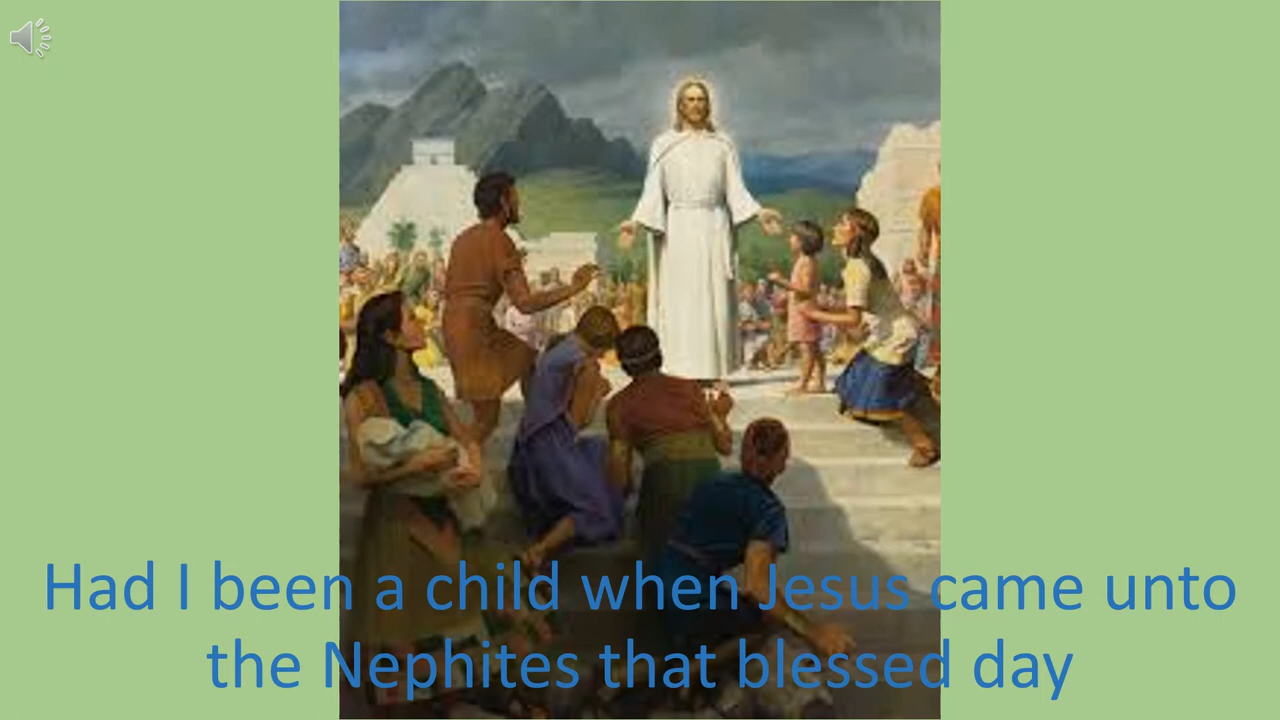 Had I been a child when Jesus came unto
the Nephites that blessed day